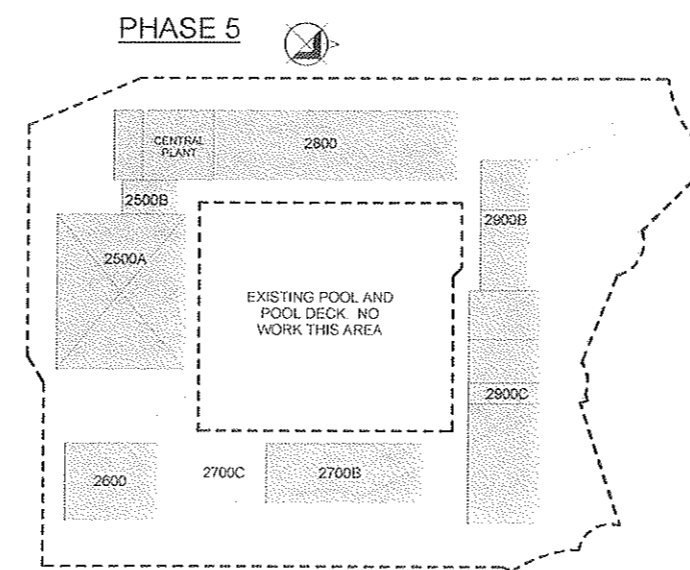 PHASE 5
CENTRAL
PLANT
2800
2500B
2900B
2500A
EXISTING POOL AND
POOL DECK. NO
WORK THIS AREA
2900C
2600
2700C
2700B